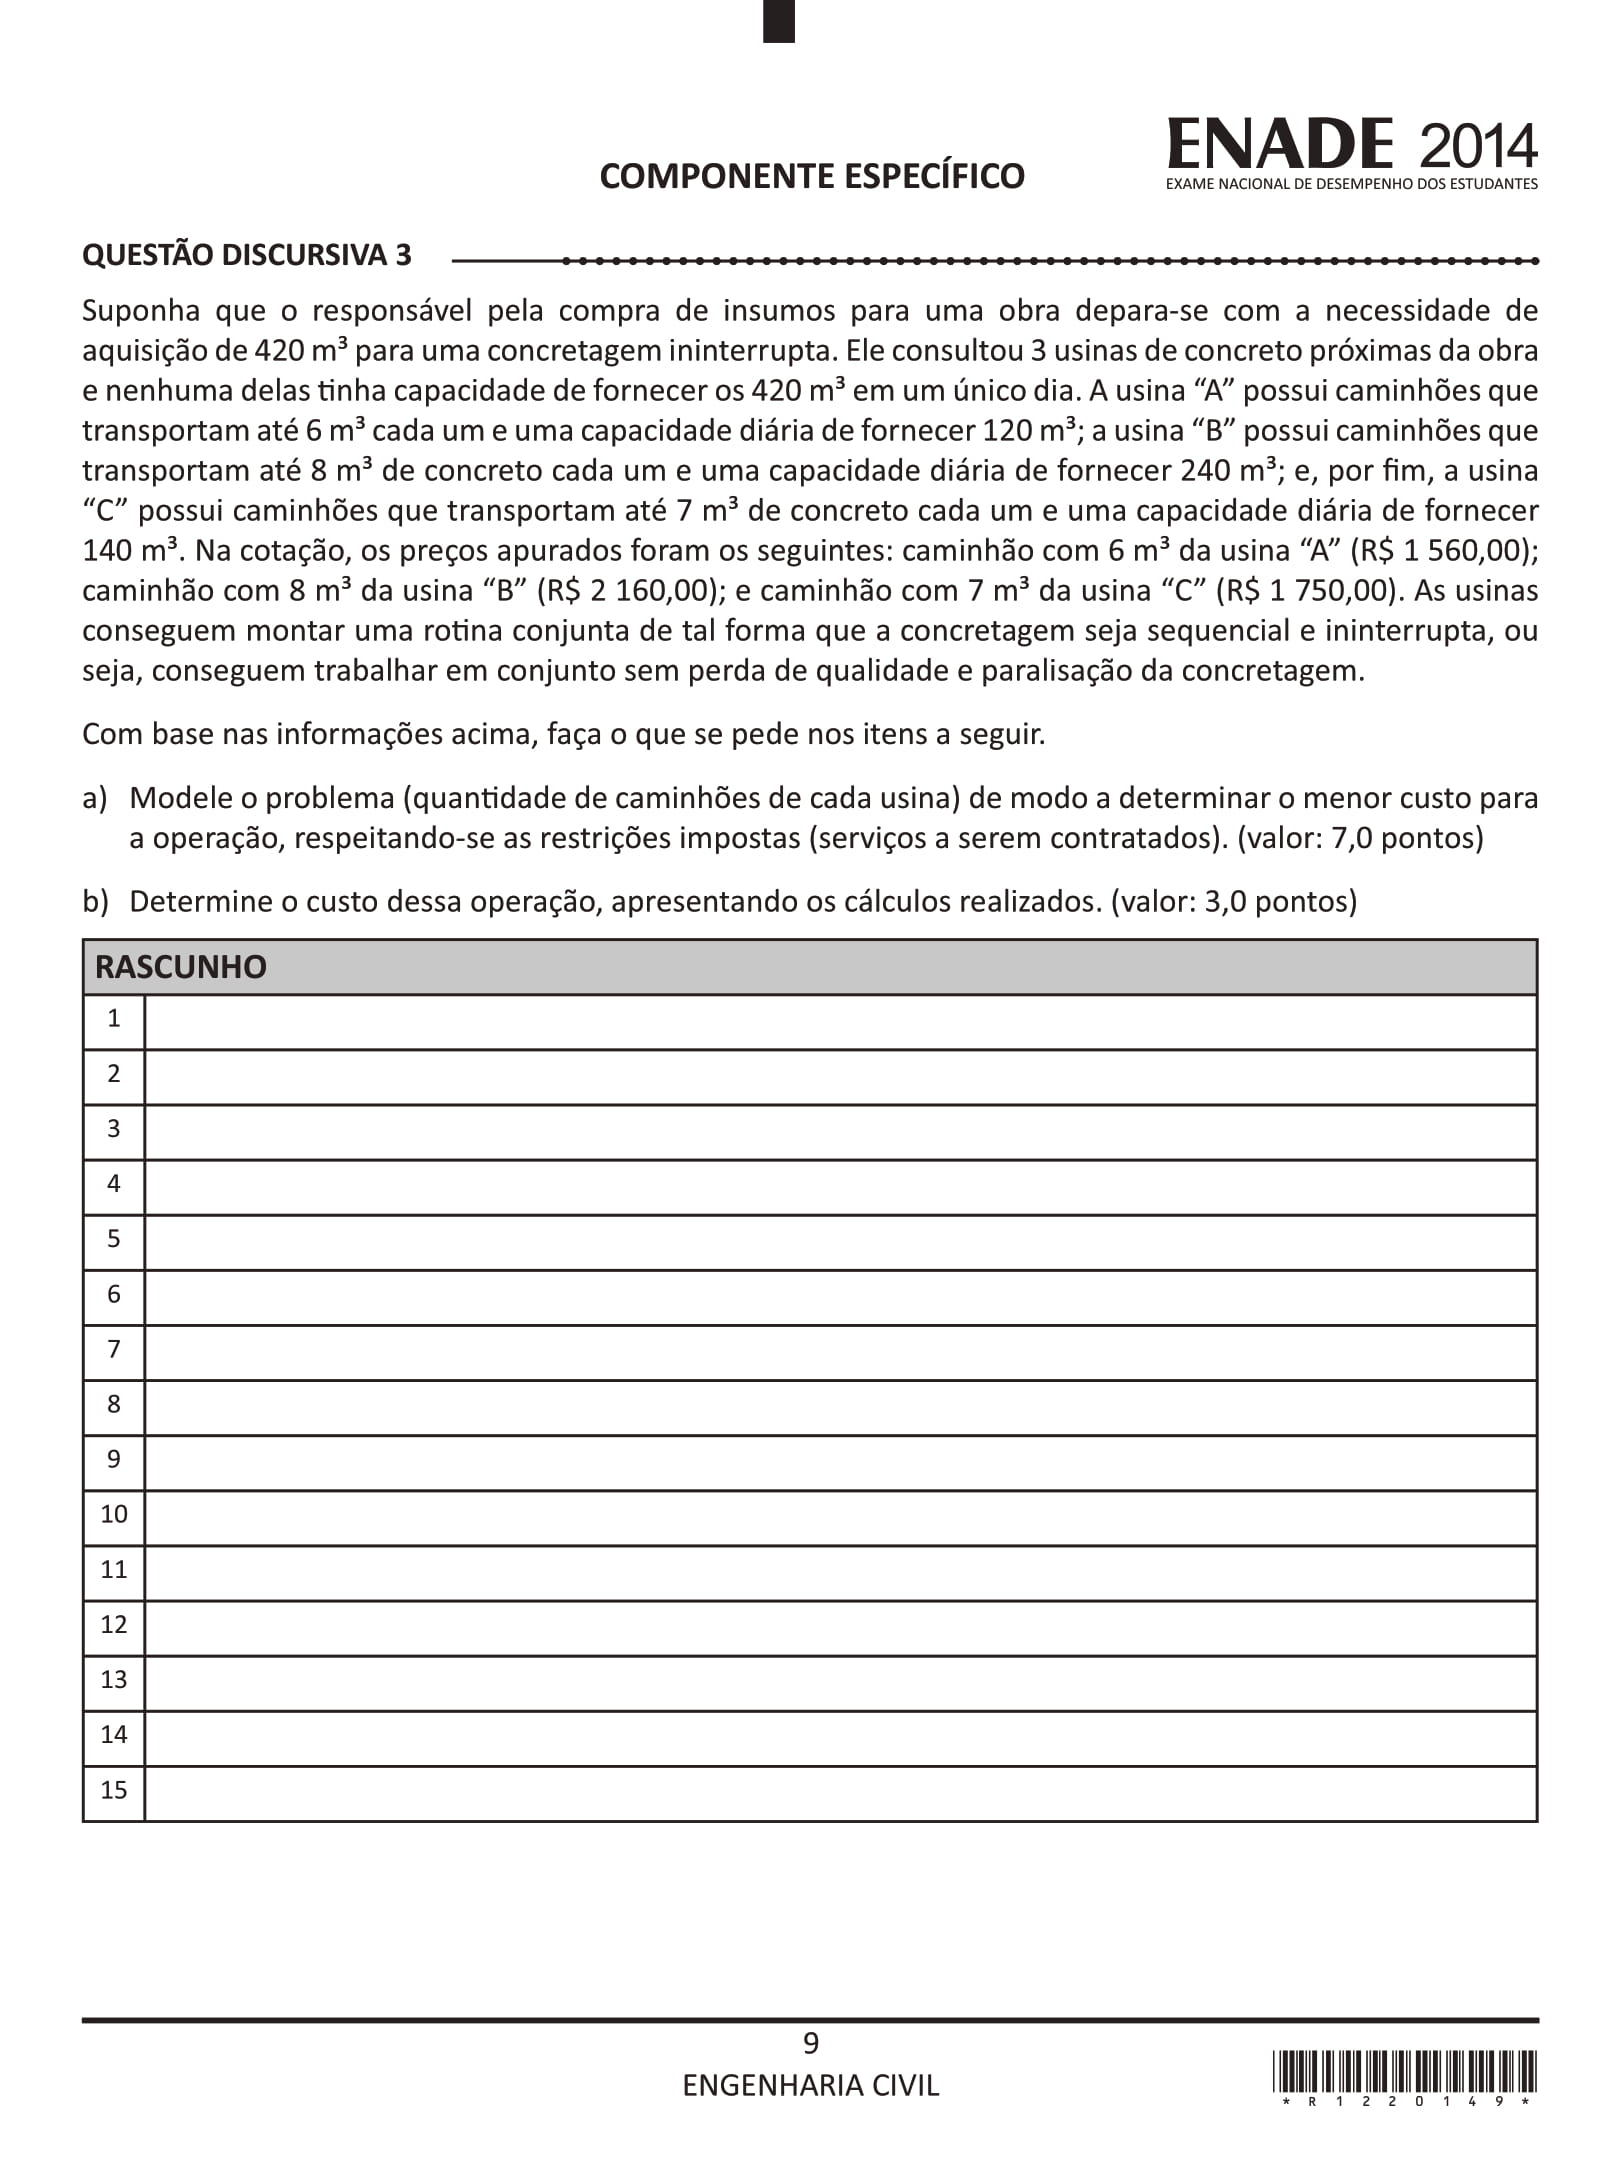 ENADE 2014
EXAME NACIONAL DE DESEMPENHO DOS ESTUDANTES
COMPONENTE ESPECÍFICO
QUESTÃO DISCURSIVA 3
Suponha que o responsável pela compra de insumos para uma obra depara-se com a necessidade de
aquisição de 420 m³ para uma concretagem ininterrupta. Ele consultou 3 usinas de concreto próximas da obra
e nenhuma delas tinha capacidade de fornecer os 420 m³ em um único dia. A usina “A” possui caminhões que
transportam até 6 m³ cada um e uma capacidade diária de fornecer 120 m³; a usina “B” possui caminhões que
transportam até 8 m³ de concreto cada um e uma capacidade diária de fornecer 240 m³; e, por fim, a usina
“C” possui caminhões que transportam até 7 m³ de concreto cada um e uma capacidade diária de fornecer
140 m³. Na cotação, os preços apurados foram os seguintes: caminhão com 6 m³ da usina “A” (R$ 1 560,00);
caminhão com 8 m³ da usina “B” (R$ 2 160,00); e caminhão com 7 m³ da usina “C” (R$ 1 750,00). As usinas
conseguem montar uma rotina conjunta de tal forma que a concretagem seja sequencial e ininterrupta, ou
seja, conseguem trabalhar em conjunto sem perda de qualidade e paralisação da concretagem.
Com base nas informações acima, faça o que se pede nos itens a seguir.
a) Modele o problema (quantidade de caminhões de cada usina) de modo a determinar o menor custo para
a operação, respeitando-se as restrições impostas (serviços a serem contratados). (valor: 7,0 pontos)
b) Determine o custo dessa operação, apresentando os cálculos realizados. (valor: 3,0 pontos)
RASCUNHO
1
2
3
4
5
6
7
8
9
10
11
12
13
14
15
9
ENGENHARIA CIVIL
* R 1 2 2 0 1 4 9 *